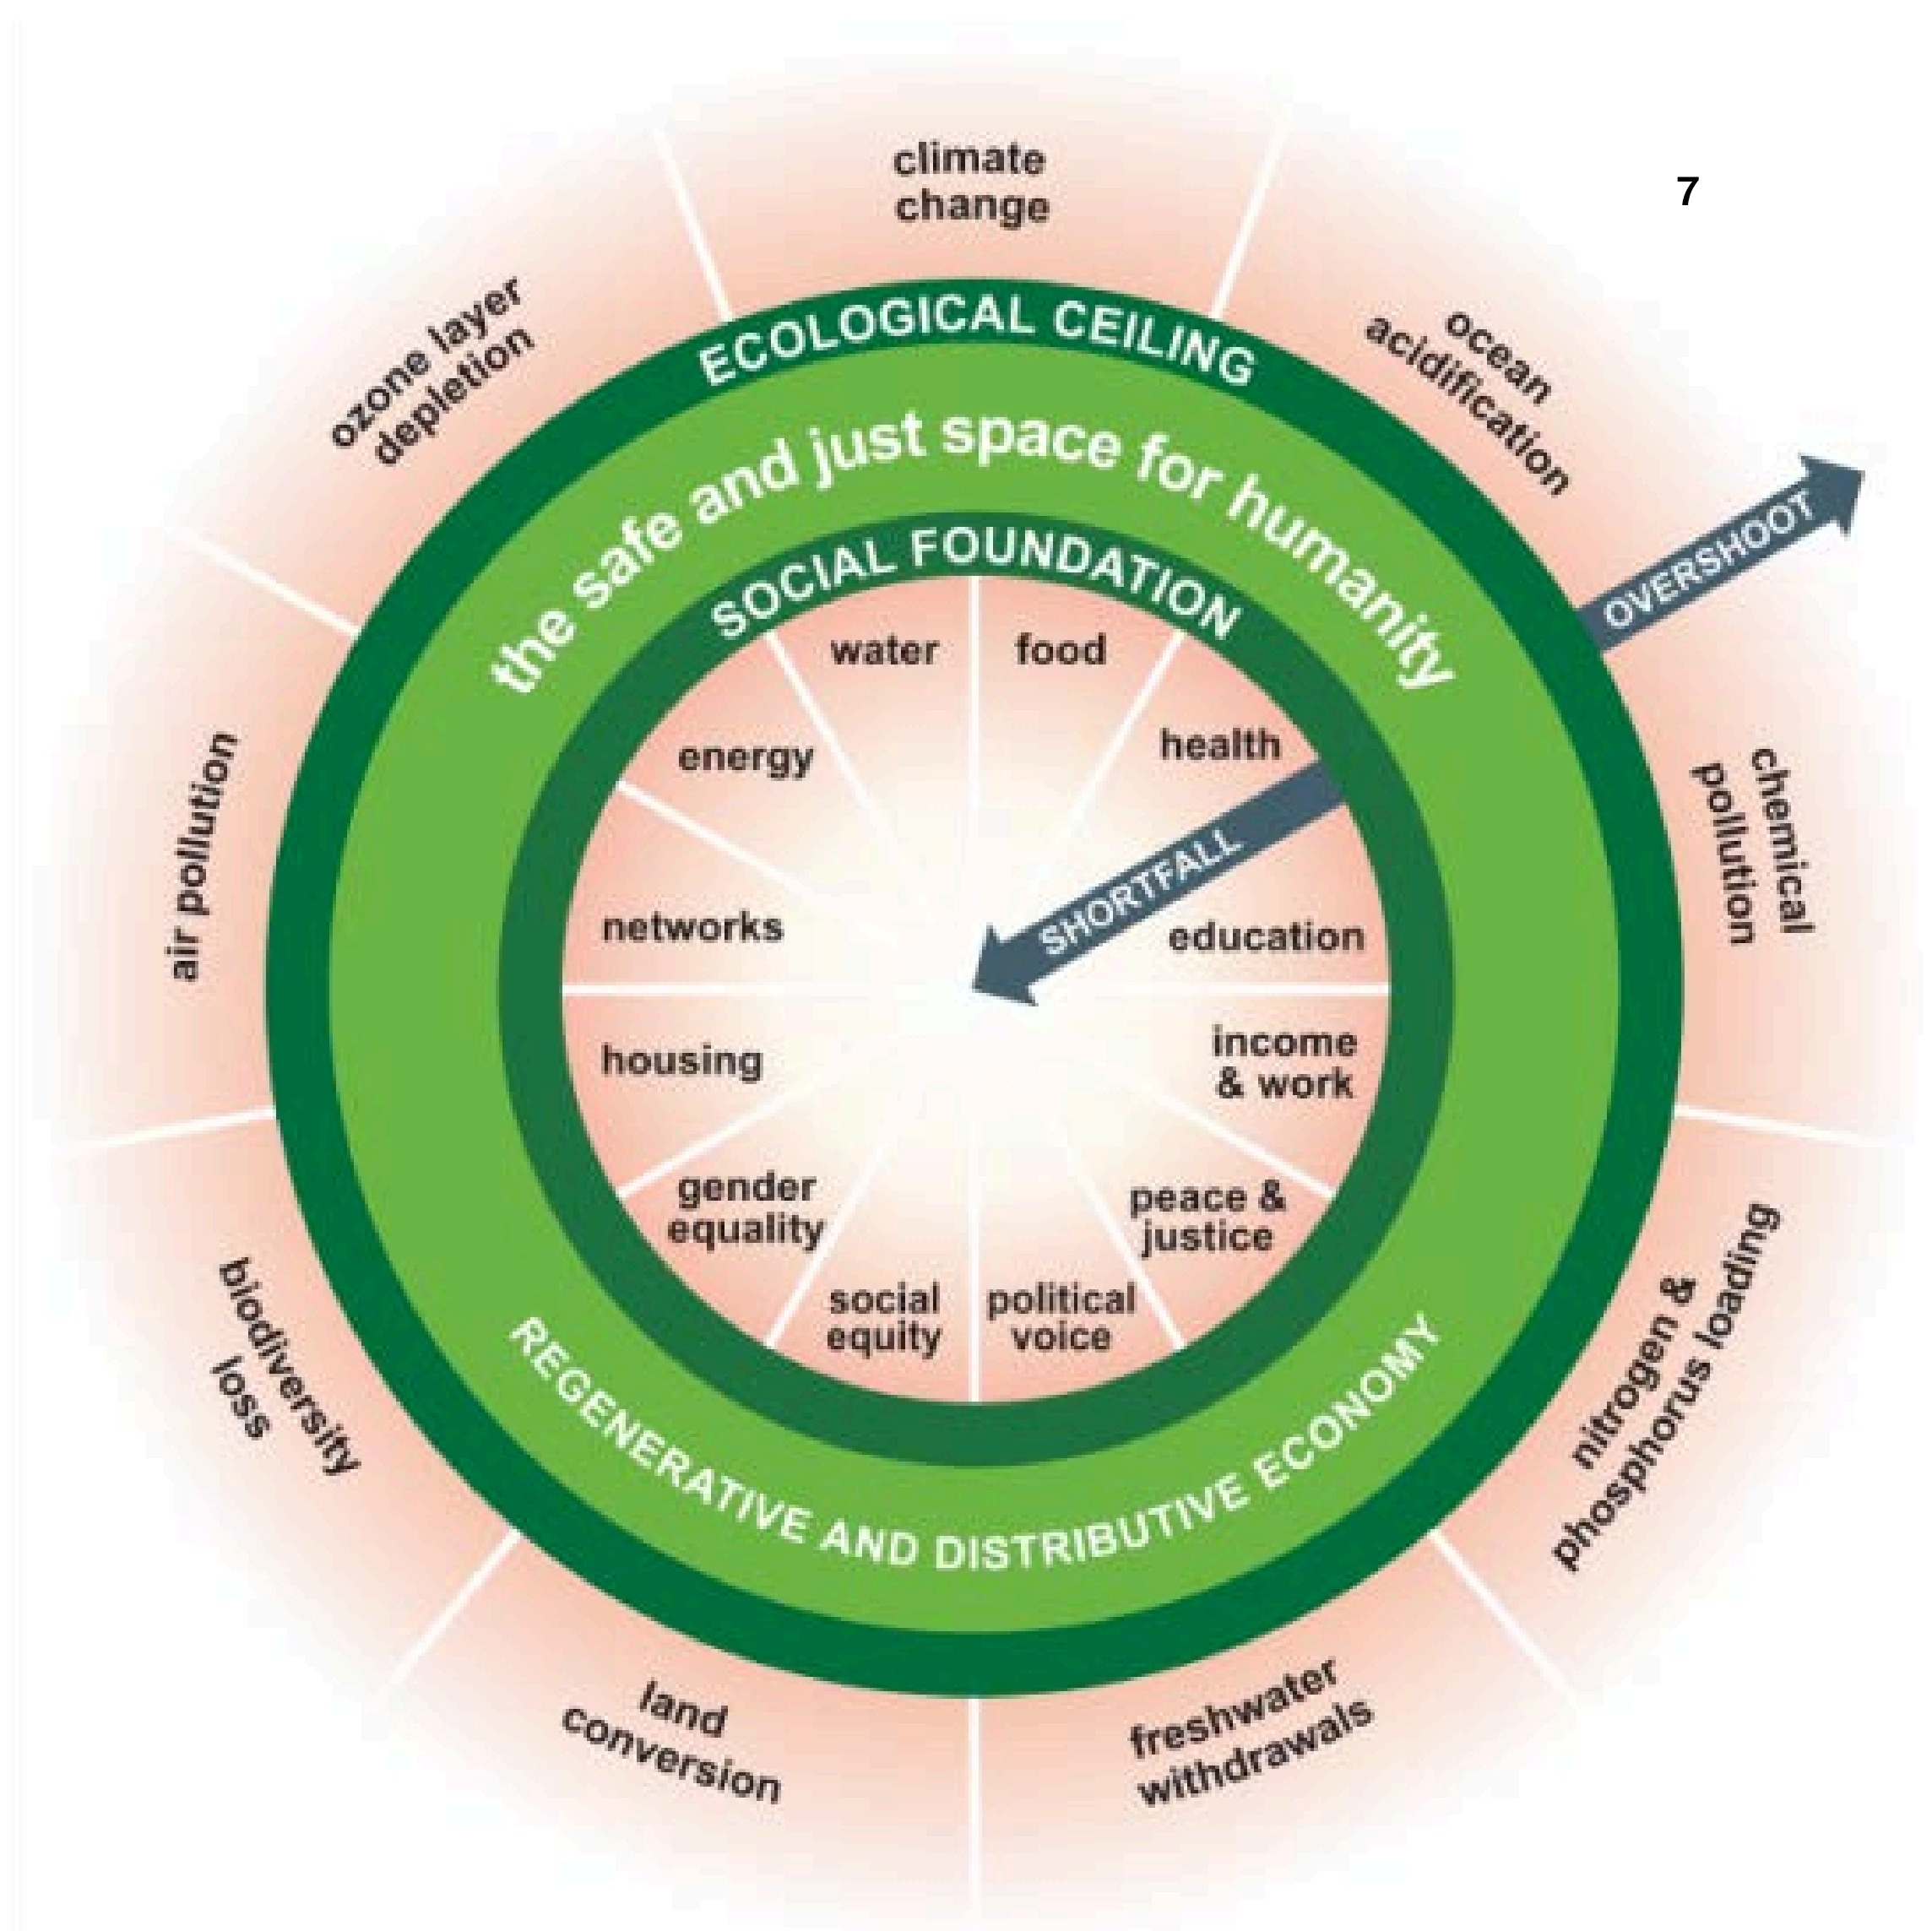 climate
change
7
ozone layer
depletion
ocean
acidification
ECOLOGICAL CEILING
the safe and just space for humanity
OVERSHOOT
SOCIAL FOUNDATION
water
food
energy
health
networks
SHORTFALL
education
housing
income
& work
gender
equality
peace &
justice
social
equity
political
voice
REGENERATIVE AND DISTRIBUTIVE ECONOMY
air pollution
chemical
pollution
biodiversity
loss
nitrogen &
phosphorus loading
land
conversion
freshwater
withdrawals